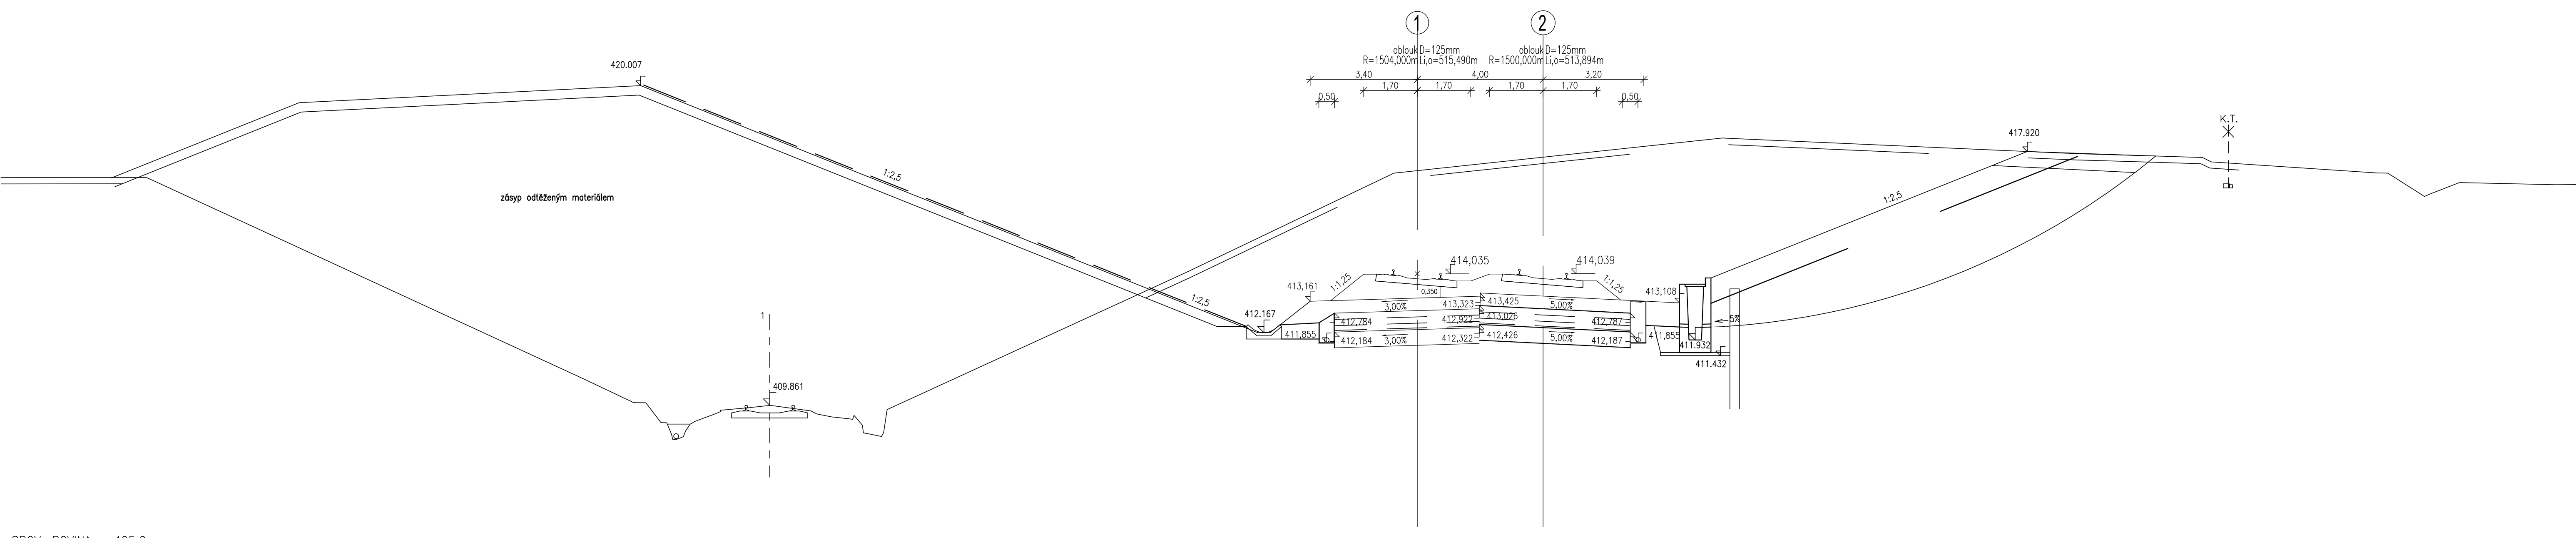 1 2
oblouk D=125mm oblouk D=125mm
R=1504,000m Li,o=515,490m R=1500,000m Li,o=513,894m
420.007
3,40 4,00 3,20
1,70 1,70 1,70 1,70
0,50 0,50
K.T.
417.920
1:2,5
zásyp odtěženým materiálem
1:2,5
414,035 414,039
1:1,25 1:1,25
413,161 0,350 413,108
1:2,5
3,00% 413,323 413,425 5,00%
412.167
1
412,784 412,922 413,026 412,787 5%
411,855 412,184 3,00% 412,322 412,426 5,00% 412,187 411,855 411.932
411.432
409.861